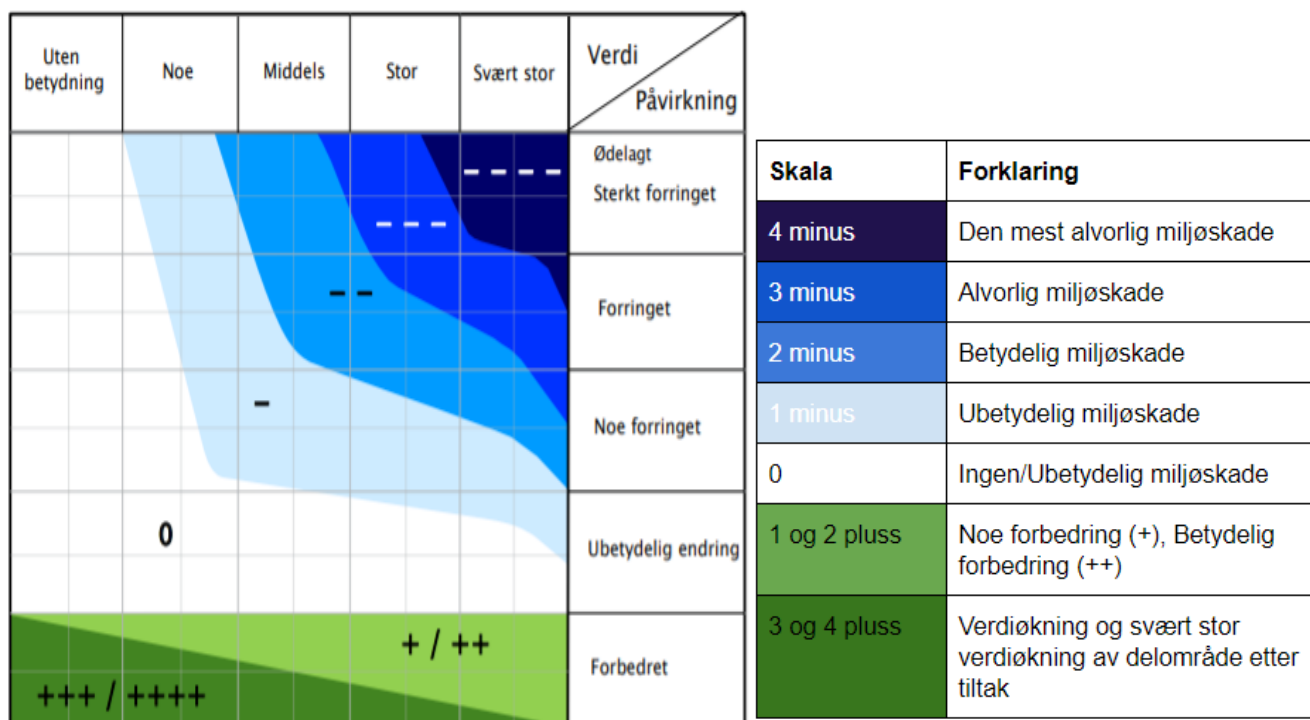 Uten
betydning
Noe
Middels
Stor
Svært stor
Verdi
Påvirkning
Ødelagt
Sterkt forringet
- - - -
- - -
Forringet
- -
Noe forringet
-
Ubetydelig endring
0
Forbedret
+ / ++
+++ / ++++
Skala Forklaring
4 minus Den mest alvorlig miljøskade
3 minus Alvorlig miljøskade
2 minus Betydelig miljøskade
1 minus Ubetydelig miljøskade
0 Ingen/Ubetydelig miljøskade
1 og 2 pluss Noe forbedring (+), Betydelig
forbedring (++)
3 og 4 pluss Verdiøkning og svært stor
verdiøkning av delområde etter
tiltak